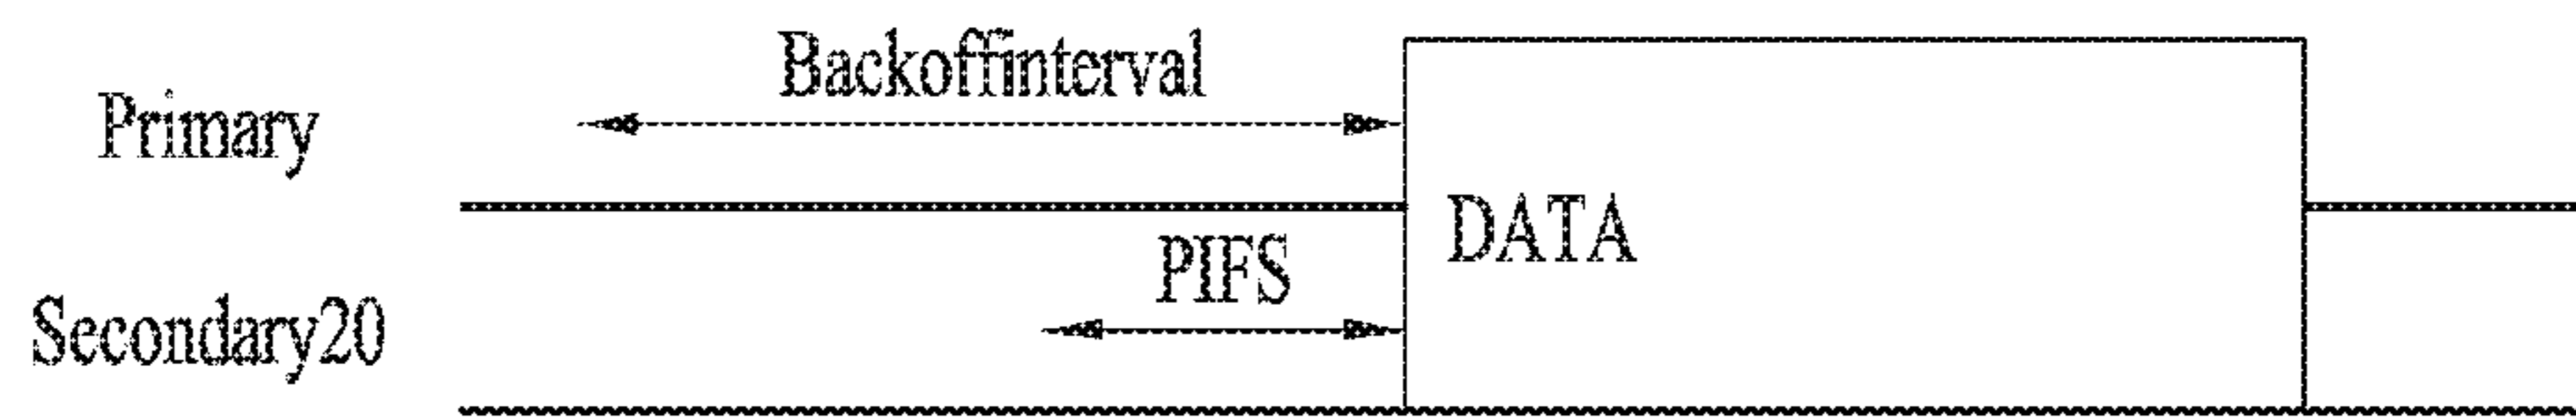 Backoffinterval
Primary
DATA
PIFS
Secondary20